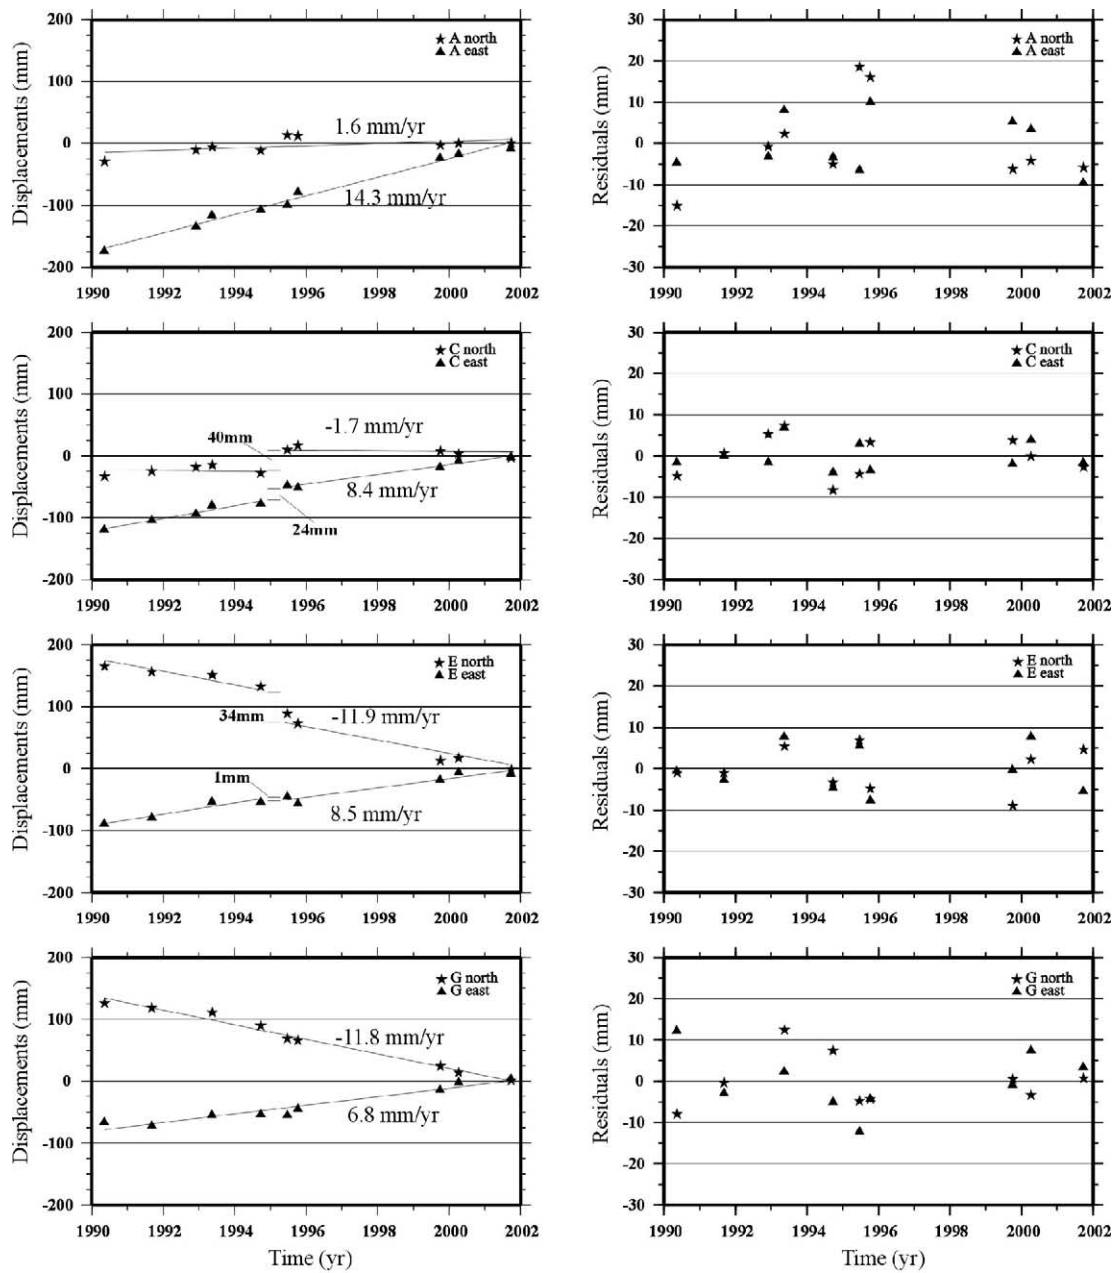 200
100
0
-100
-200
Displacements (mm)
★ A north
▲ A east
1.6 mm/yr
14.3 mm/yr
1990 1992 1994 1996 1998 2000 2002
30
20
10
0
-10
-20
-30
Residuals (mm)
★ A north
▲ A east
1990 1992 1994 1996 1998 2000 2002
200
100
0
-100
-200
Displacements (mm)
★ C north
▲ C east
-1.7 mm/yr
40mm
8.4 mm/yr
24mm
1990 1992 1994 1996 1998 2000 2002
30
20
10
0
-10
-20
-30
Residuals (mm)
★ C north
▲ C east
1990 1992 1994 1996 1998 2000 2002
200
100
0
-100
-200
Displacements (mm)
★ E north
▲ E east
34mm
-11.9 mm/yr
1mm
8.5 mm/yr
1990 1992 1994 1996 1998 2000 2002
30
20
10
0
-10
-20
-30
Residuals (mm)
★ E north
▲ E east
1990 1992 1994 1996 1998 2000 2002
200
100
0
-100
-200
Displacements (mm)
★ G north
▲ G east
-11.8 mm/yr
6.8 mm/yr
1990 1992 1994 1996 1998 2000 2002
Time (yr)
30
20
10
0
-10
-20
-30
Residuals (mm)
★ G north
▲ G east
1990 1992 1994 1996 1998 2000 2002
Time (yr)